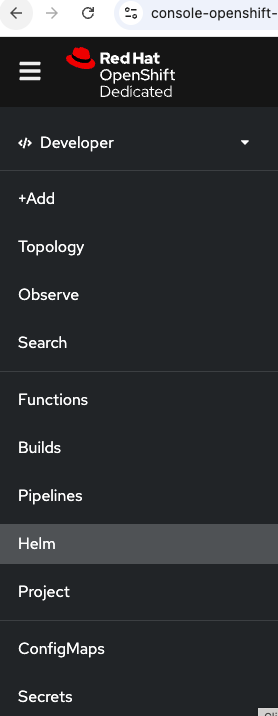 console-openshift-
Red Hat
OpenShift
Dedicated
Developer
+Add
Topology
Observe
Search
Functions
Builds
Pipelines
Helm
Project
ConfigMaps
Secrets